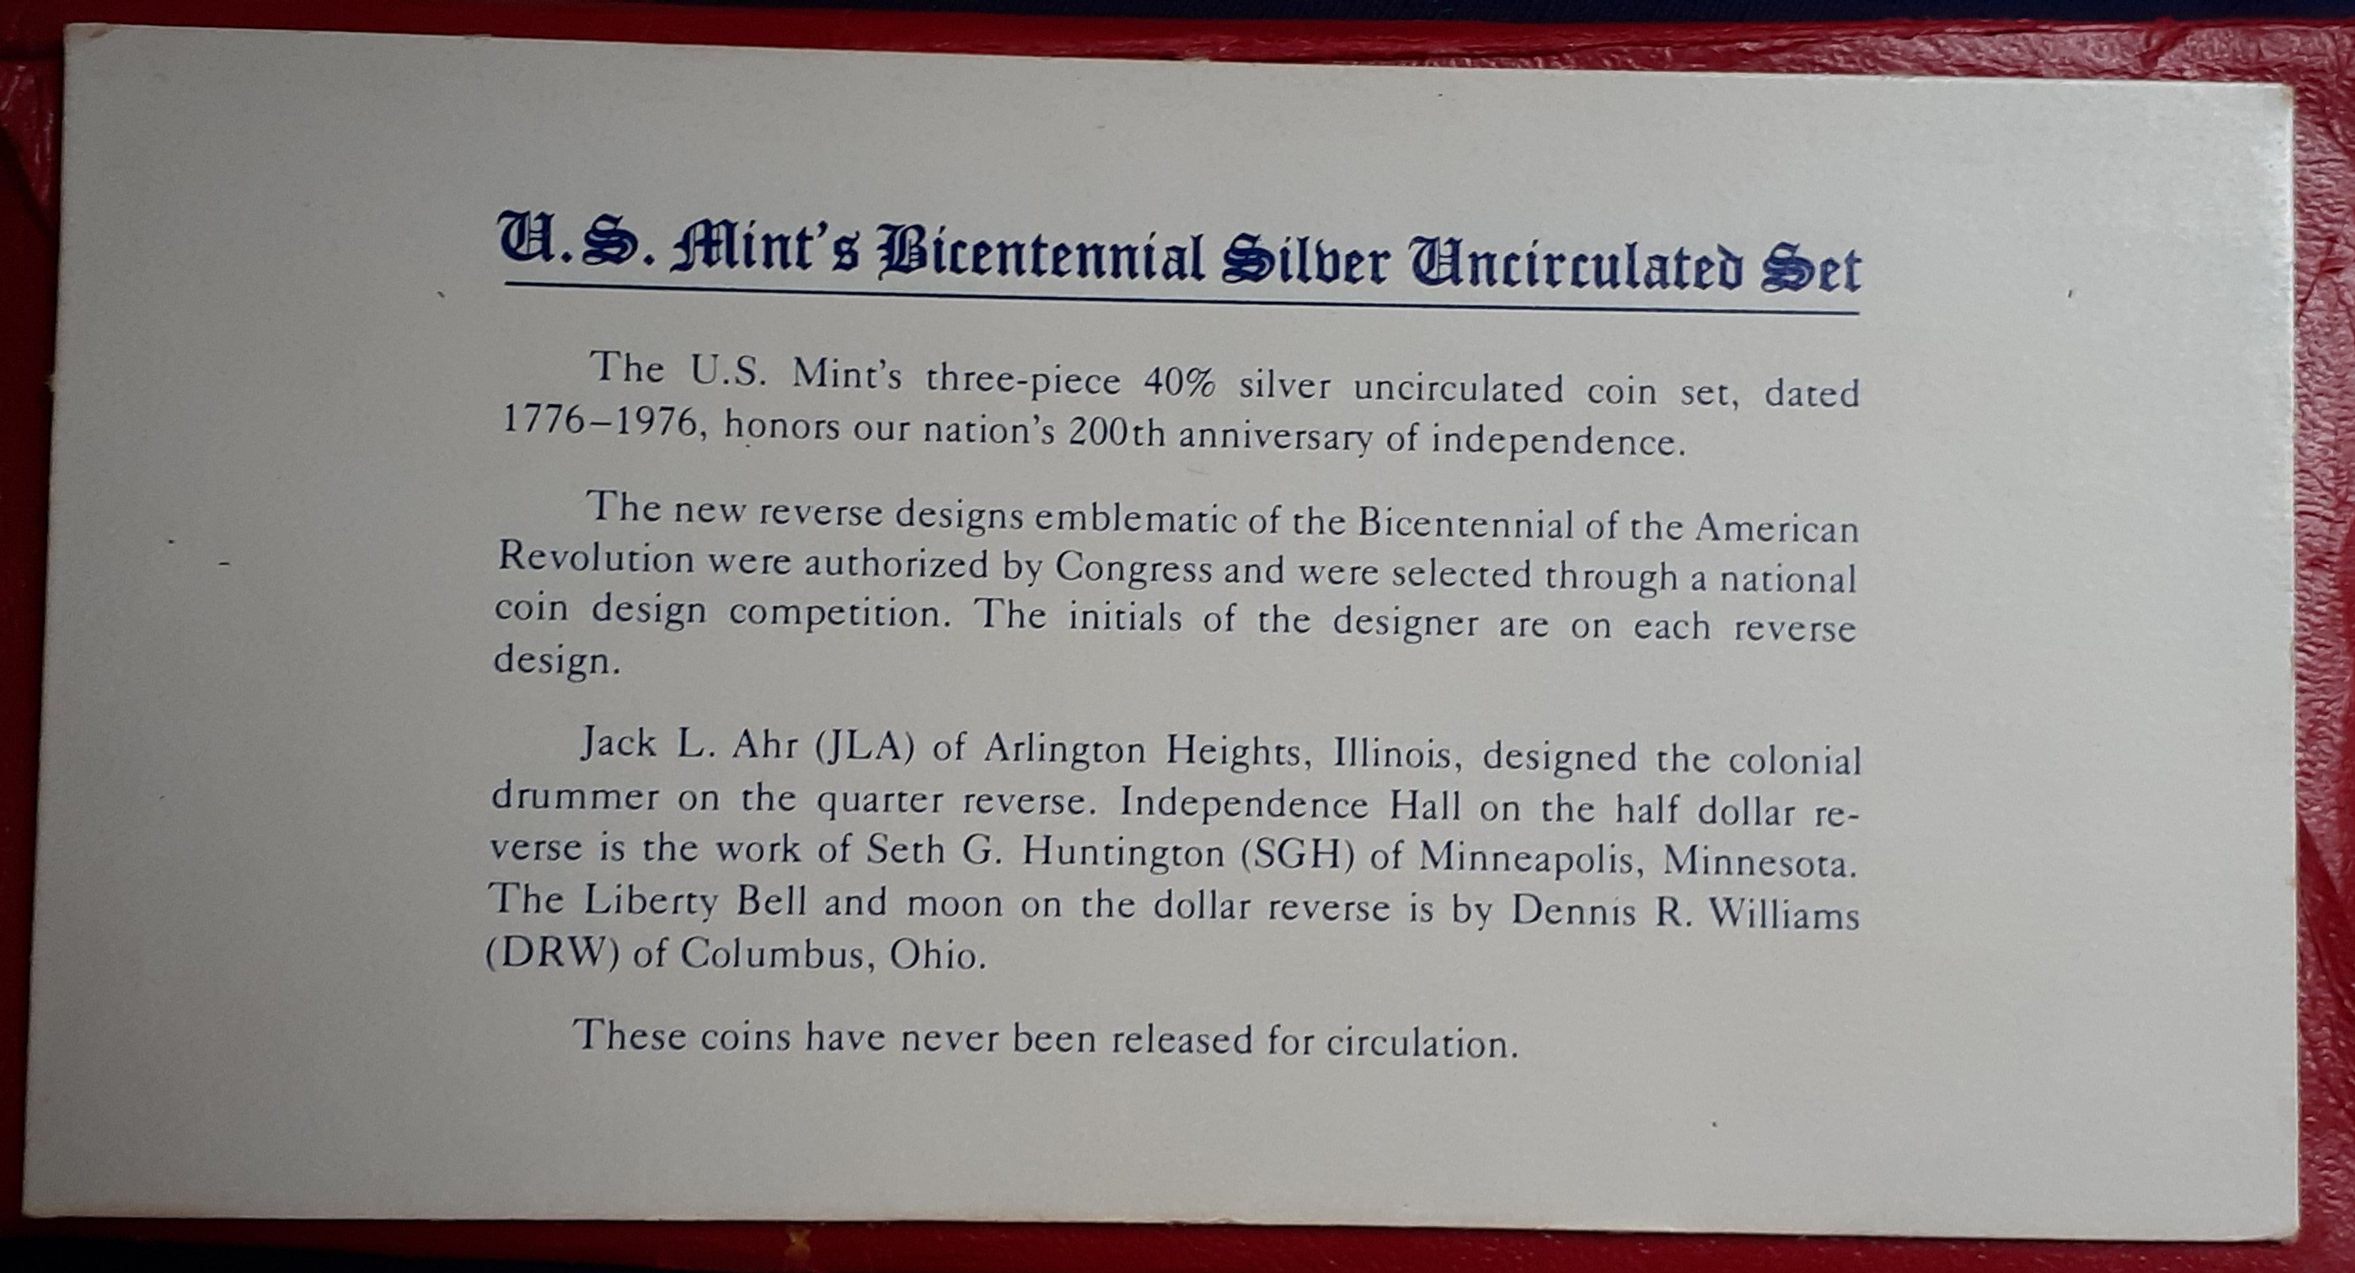 U.S. Mint's Bicentennial Silver Uncirculated Set
The U.S. Mint's three-piece 40% silver uncirculated coin set, dated
1776–1976, honors our nation's 200th anniversary of independence.
The new reverse designs emblematic of the Bicentennial of the American
Revolution were authorized by Congress and were selected through a national
coin design competition. The initials of the designer are on each reverse
design.
Jack L. Ahr (JLA) of Arlington Heights, Illinois, designed the colonial
drummer on the quarter reverse. Independence Hall on the half dollar re-
verse is the work of Seth G. Huntington (SGH) of Minneapolis, Minnesota.
The Liberty Bell and moon on the dollar reverse is by Dennis R. Williams
(DRW) of Columbus, Ohio.
These coins have never been released for circulation.